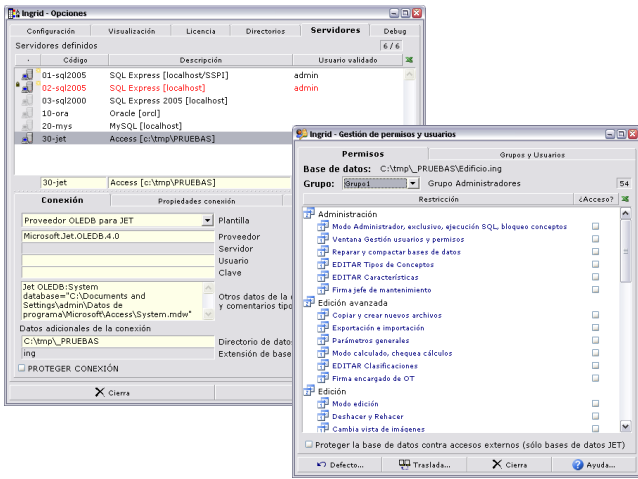 Ingrid - Opciones
Configuración Visualización Licencia Directorios Servidores Debug
Servidores definidos 6 / 6
· Código Descripción Usuario validado
01-sql2005 SQL Express [localhost/SSPI] admin
02-sql2005 SQL Express [localhost] admin
03-sql2000 SQL Express 2005 [localhost]
10-ora Oracle [orcl]
20-mys MySQL [localhost]
30-jet Access [c:\tmp\PRUEBAS]
30-jet Access [c:\tmp\PRUEBAS]
Conexión Propiedades conexión
Proveedor OLEDB para JET Plantilla
Microsoft.Jet.OLEDB.4.0 Proveedor
Servidor
Usuario
Clave
Jet OLEDB:System
database="C:\Documents and
Settings\admin\Datos de
programa\Microsoft\Access\System.mdw"
Otros datos de la
y comentarios tipo
Datos adicionales de la conexión
C:\tmp\_PRUEBAS Directorio de datos
ing Extensión de base
PROTEGER CONEXIÓN
Cierra
Ingrid - Gestión de permisos y usuarios
Permisos Grupos y Usuarios
Base de datos: C:\tmp\_PRUEBAS\Edificio.ing
Grupo: Grupo1 Grupo Administradores 54
Restricción ¿Acceso?
Administración
Modo Administrador, exclusivo, ejecución SQL, bloqueo conceptos
Ventana Gestión usuarios y permisos
Reparar y compactar bases de datos
EDITAR Tipos de Conceptos
EDITAR Características
Firma jefe de mantenimiento
Edición avanzada
Copiar y crear nuevos archivos
Exportación e importación
Parámetros generales
Modo calculado, chequea cálculos
EDITAR Clasificaciones
Firma encargado de OT
Edición
Modo edición
Deshacer y Rehacer
Cambia vista de imágenes
Proteger la base de datos contra accesos externos (sólo bases de datos JET)
Defecto... Traslada... Cierra Ayuda...